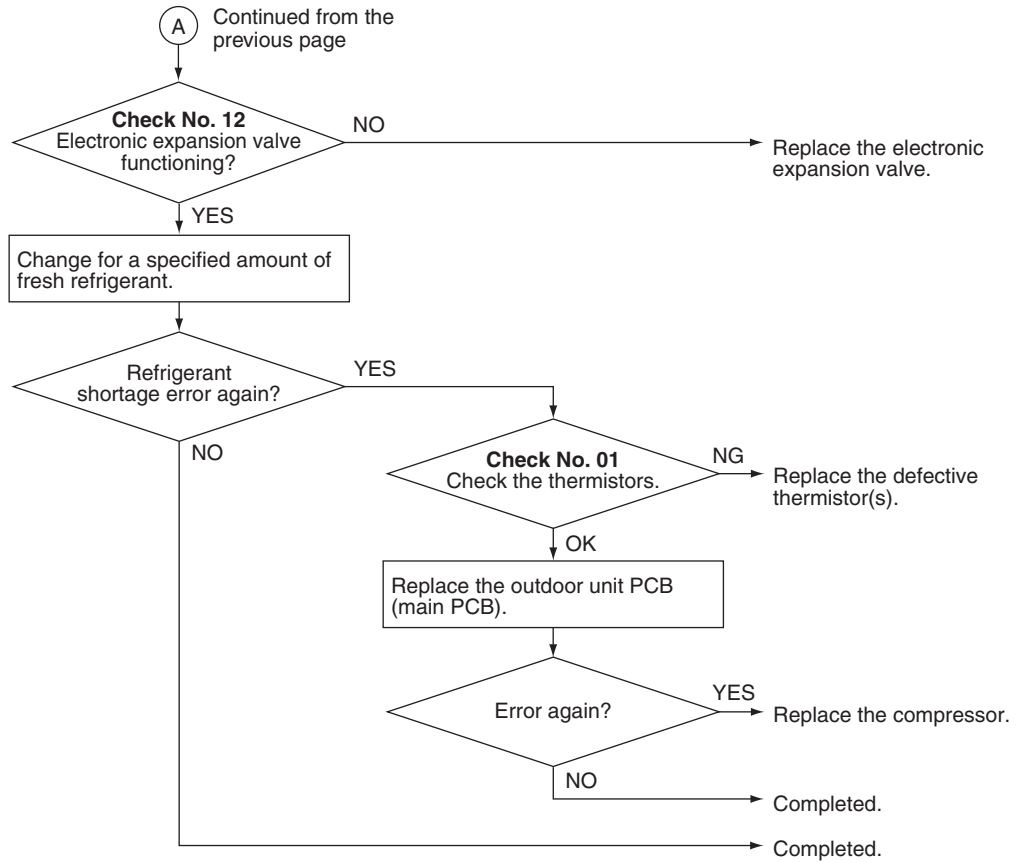 A
Continued from the
previous page
Check No. 12
Electronic expansion valve
functioning?
NO
Replace the electronic
expansion valve.
YES
Change for a specified amount of
fresh refrigerant.
Refrigerant
shortage error again?
YES
NO
Check No. 01
Check the thermistors.
NG
Replace the defective
thermistor(s).
OK
Replace the outdoor unit PCB
(main PCB).
Error again?
YES
Replace the compressor.
NO
Completed.
Completed.